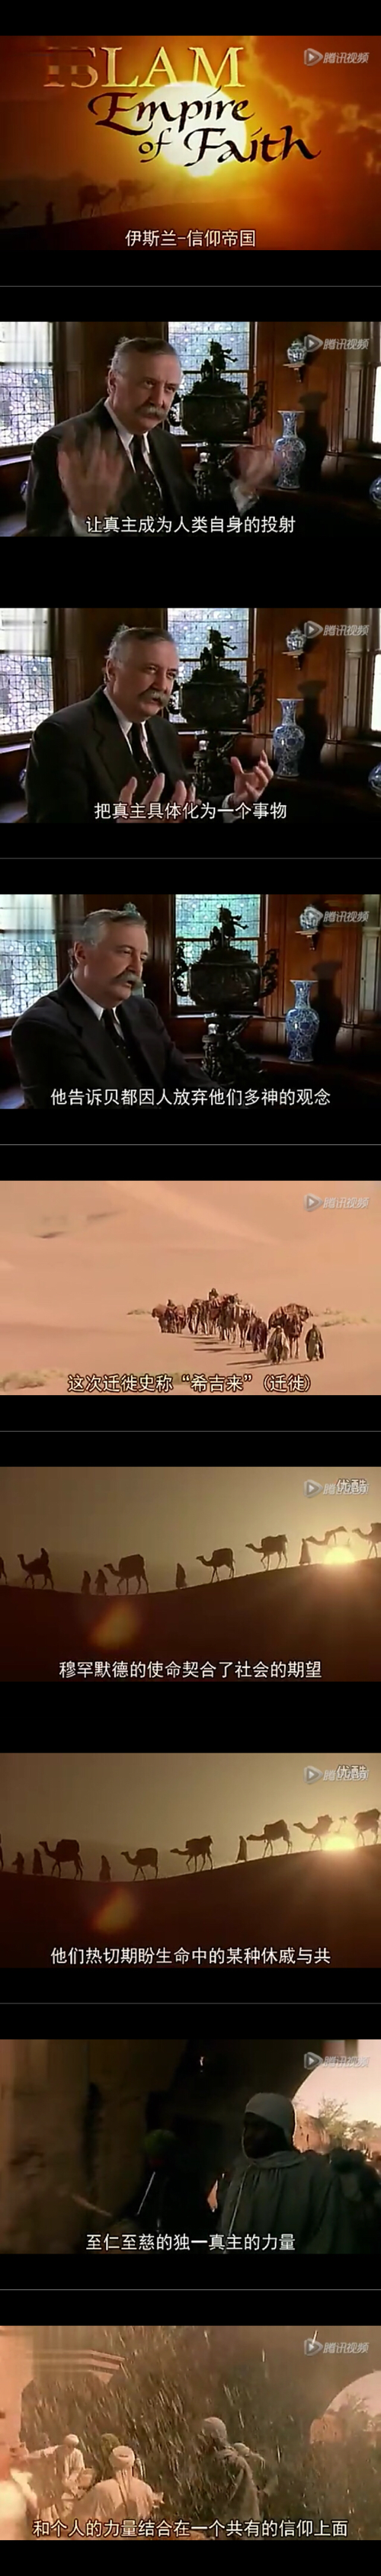 ISLAM
Empire
of Faith
腾讯视频
伊斯兰-信仰帝国
腾讯视频
让真主成为人类自身的投射
腾讯视频
把真主具体化为一个事物
腾讯视频
他告诉贝都因人放弃他们多神的观念
腾讯视频
这次迁徙史称“希吉来”(迁徙)
腾讯视频
优酷
穆罕默德的使命契合了社会的期望
腾讯视频
优酷
他们热切期盼生命中的某种休戚与共
腾讯视频
至仁至慈的独一真主的力量
腾讯视频
和个人的力量结合在一个共有的信仰上面